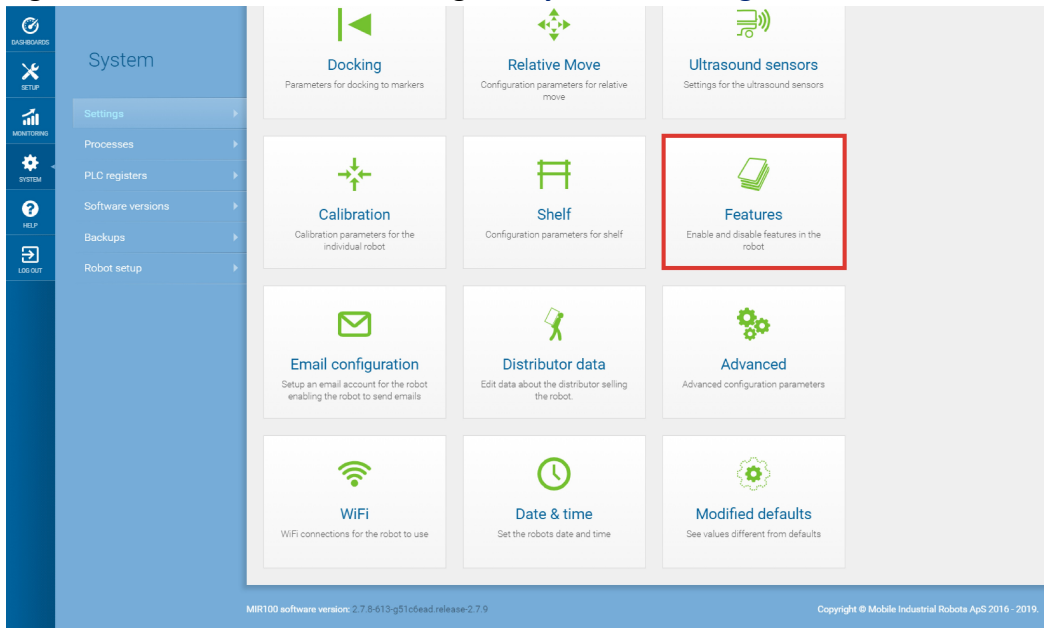 DASHBOARDS
SETUP
MONITORING
SYSTEM
HELP
LOG OUT
System
Settings
Processes
PLC registers
Software versions
Backups
Robot setup
Docking
Parameters for docking to markers
Relative Move
Configuration parameters for relative
move
Ultrasound sensors
Settings for the ultrasound sensors
Calibration
Calibration parameters for the
individual robot
Shelf
Configuration parameters for shelf
Features
Enable and disable features in the
robot
Email configuration
Setup an email account for the robot
enabling the robot to send emails
Distributor data
Edit data about the distributor selling
the robot.
Advanced
Advanced configuration parameters
WiFi
WiFi connections for the robot to use
Date & time
Set the robots date and time
Modified defaults
See values different from defaults
MIR100 software version: 2.7.8-613-g51c6ead.release-2.7.9
Copyright © Mobile Industrial Robots ApS 2016 - 2019.